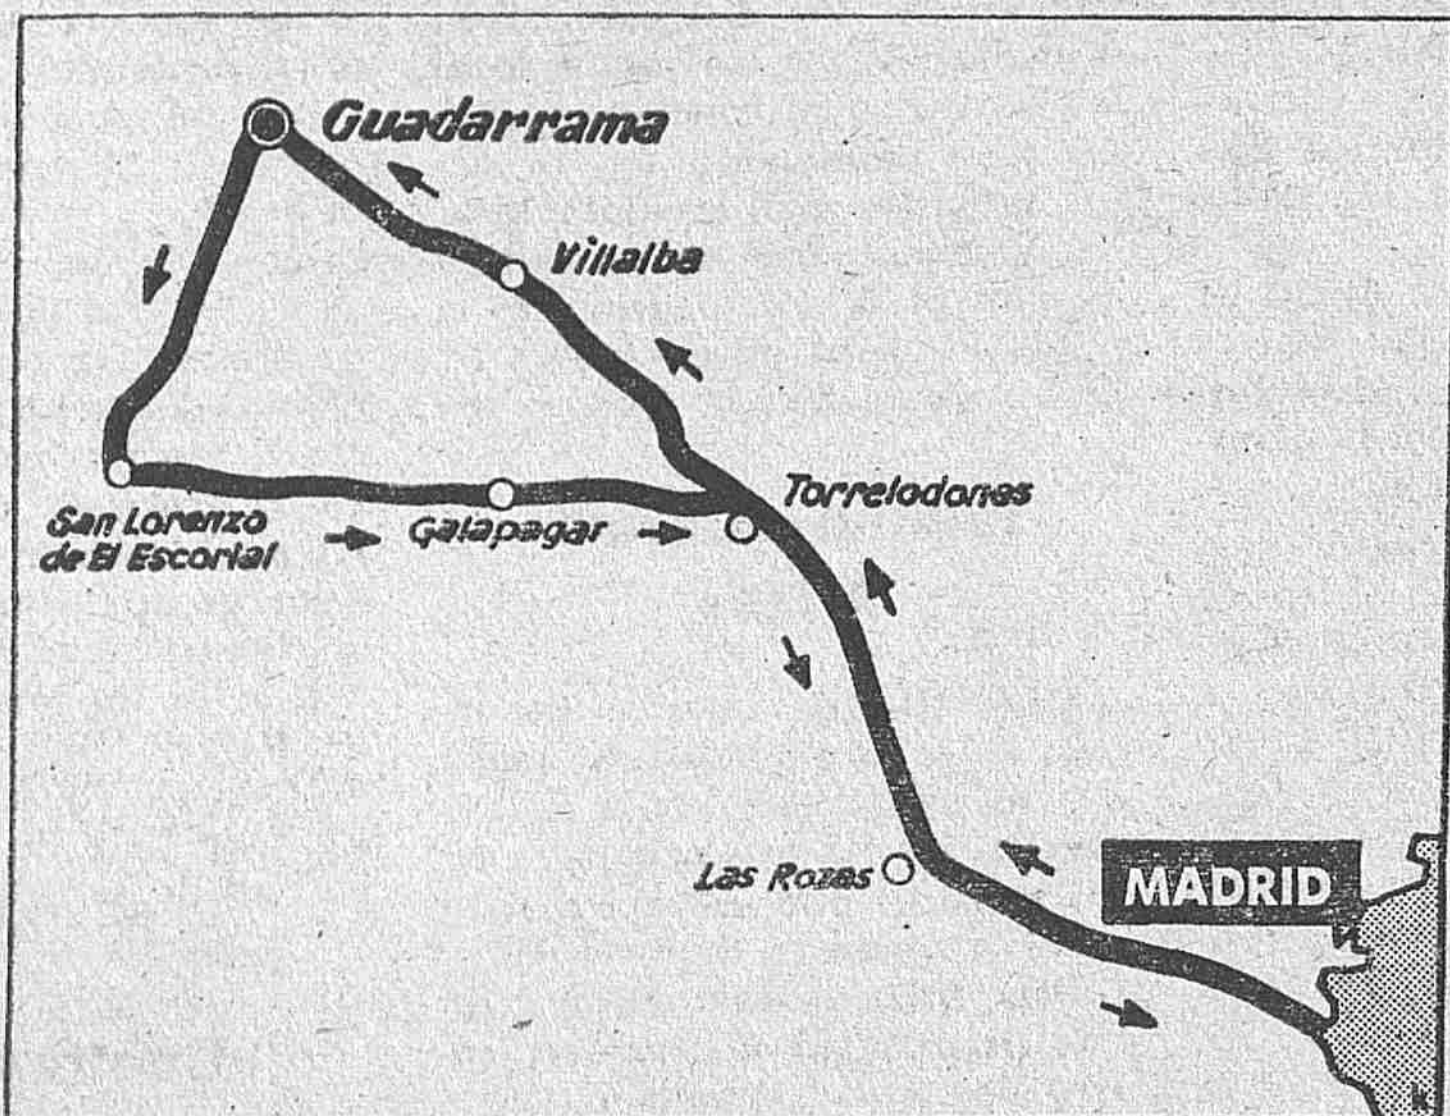 Guadarrama
Villalba
Torrelodones
San Lorenzo
de El Escorial
Galapagar
Las Rozas
MADRID